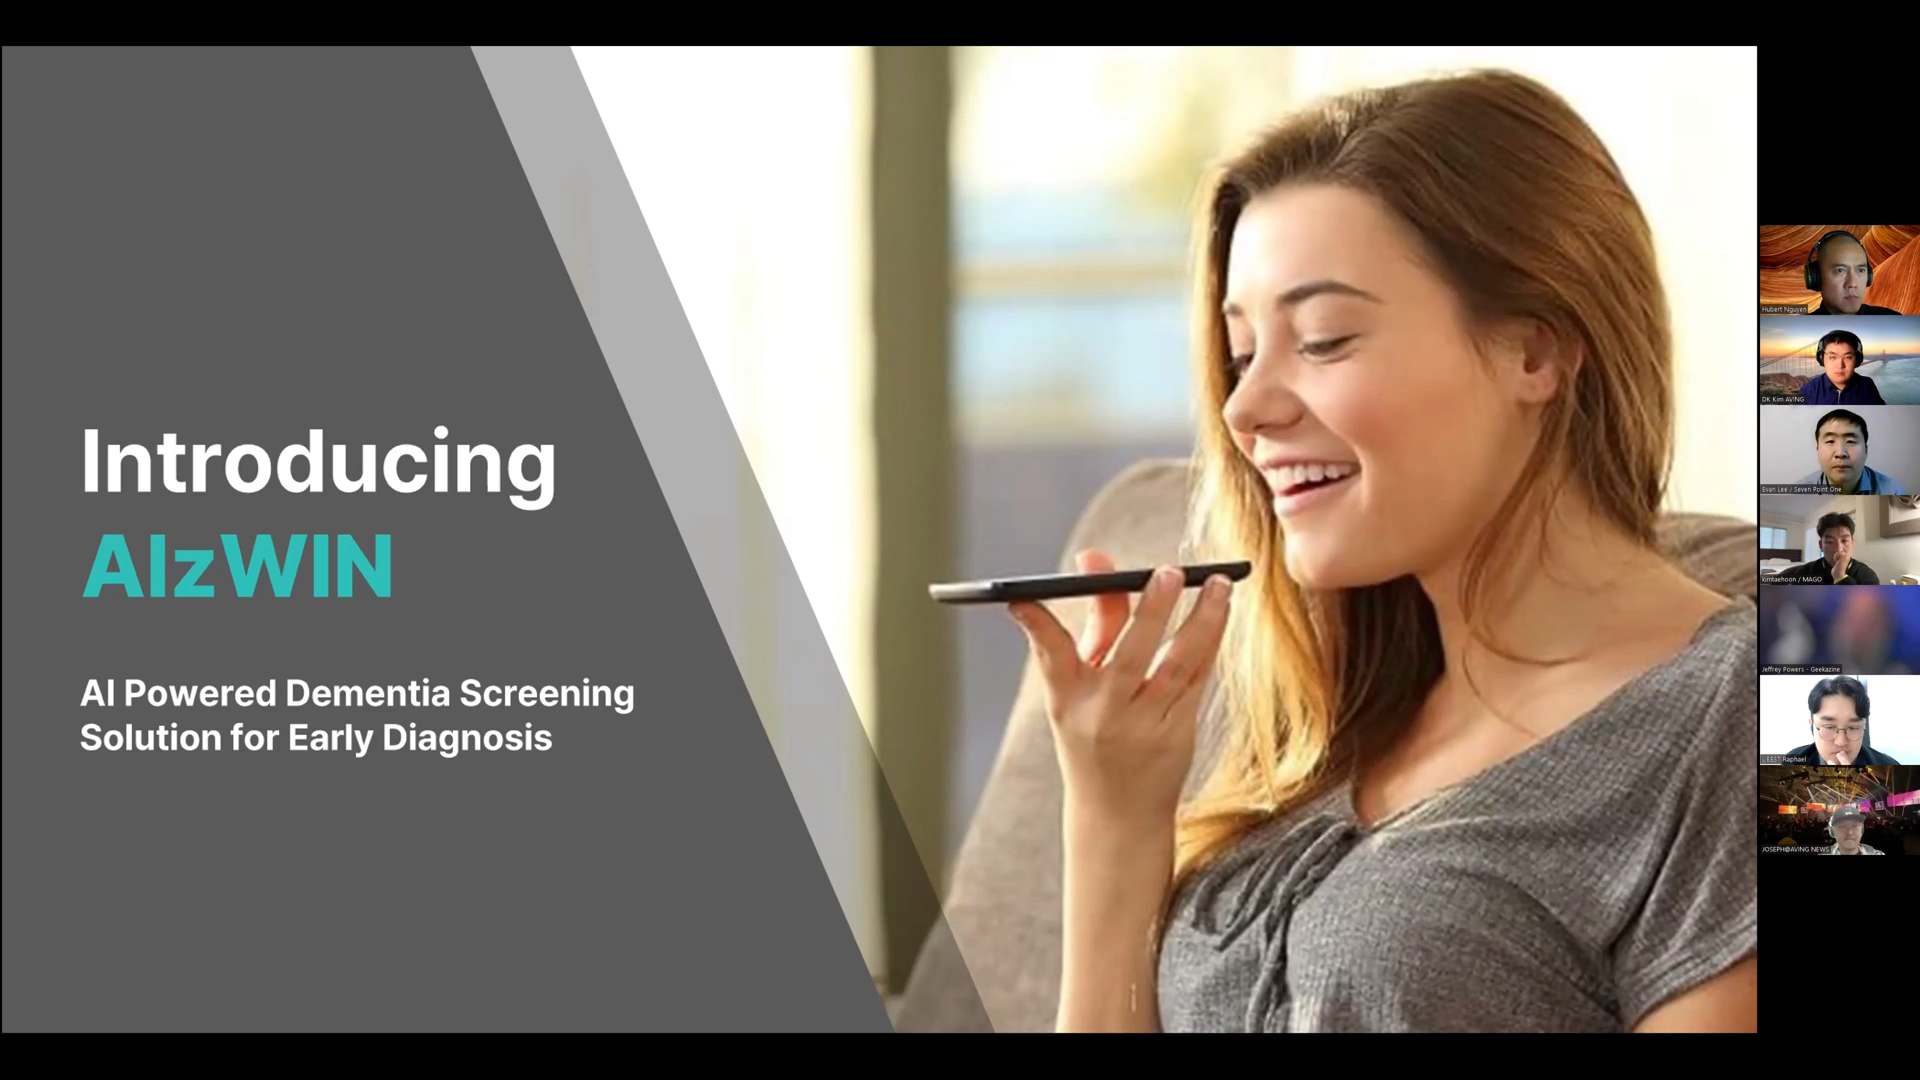 Introducing
AIzWIN
AI Powered Dementia Screening
Solution for Early Diagnosis
Hubert Nguyen
DK Kim AVING
Evan Lee / Seven Point One
kimtaehoon / MAGO
Jeffrey Powers - Geekazine
Raphael
JOSEPH@AVING NEWS